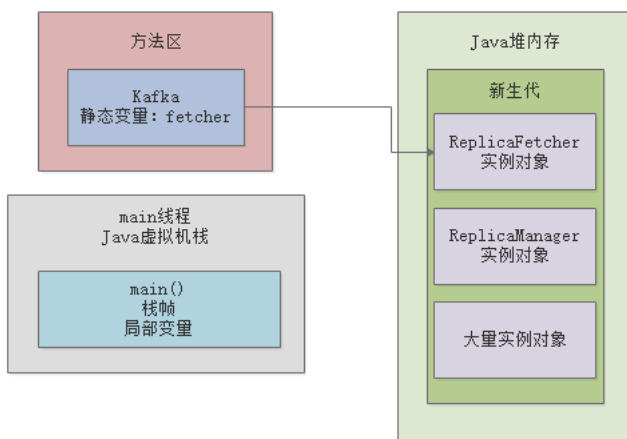 方法区
Kafka
静态变量：fetcher
main线程
Java虚拟机栈
main()
栈帧
局部变量
Java堆内存
新生代
ReplicaFetcher
实例对象
ReplicaManager
实例对象
大量实例对象